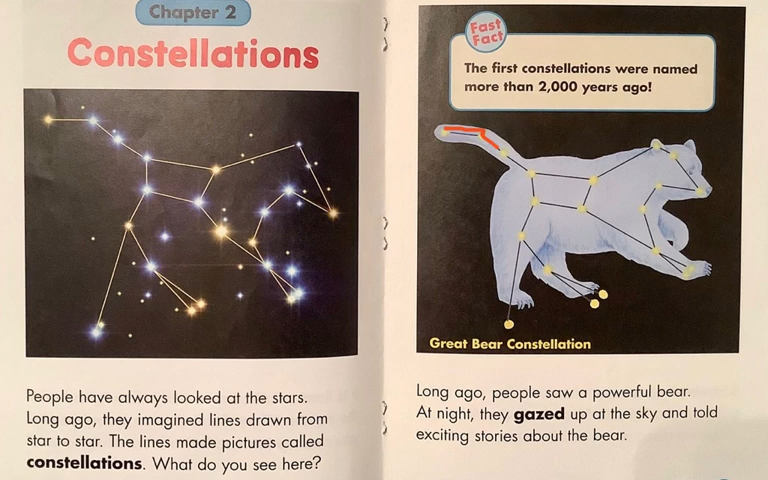 Chapter 2
Constellations
People have always looked at the stars.
Long ago, they imagined lines drawn from
star to star. The lines made pictures called
constellations. What do you see here?
Fast
Fact
The first constellations were named
more than 2,000 years ago!
Great Bear Constellation
Long ago, people saw a powerful bear.
At night, they gazed up at the sky and told
exciting stories about the bear.